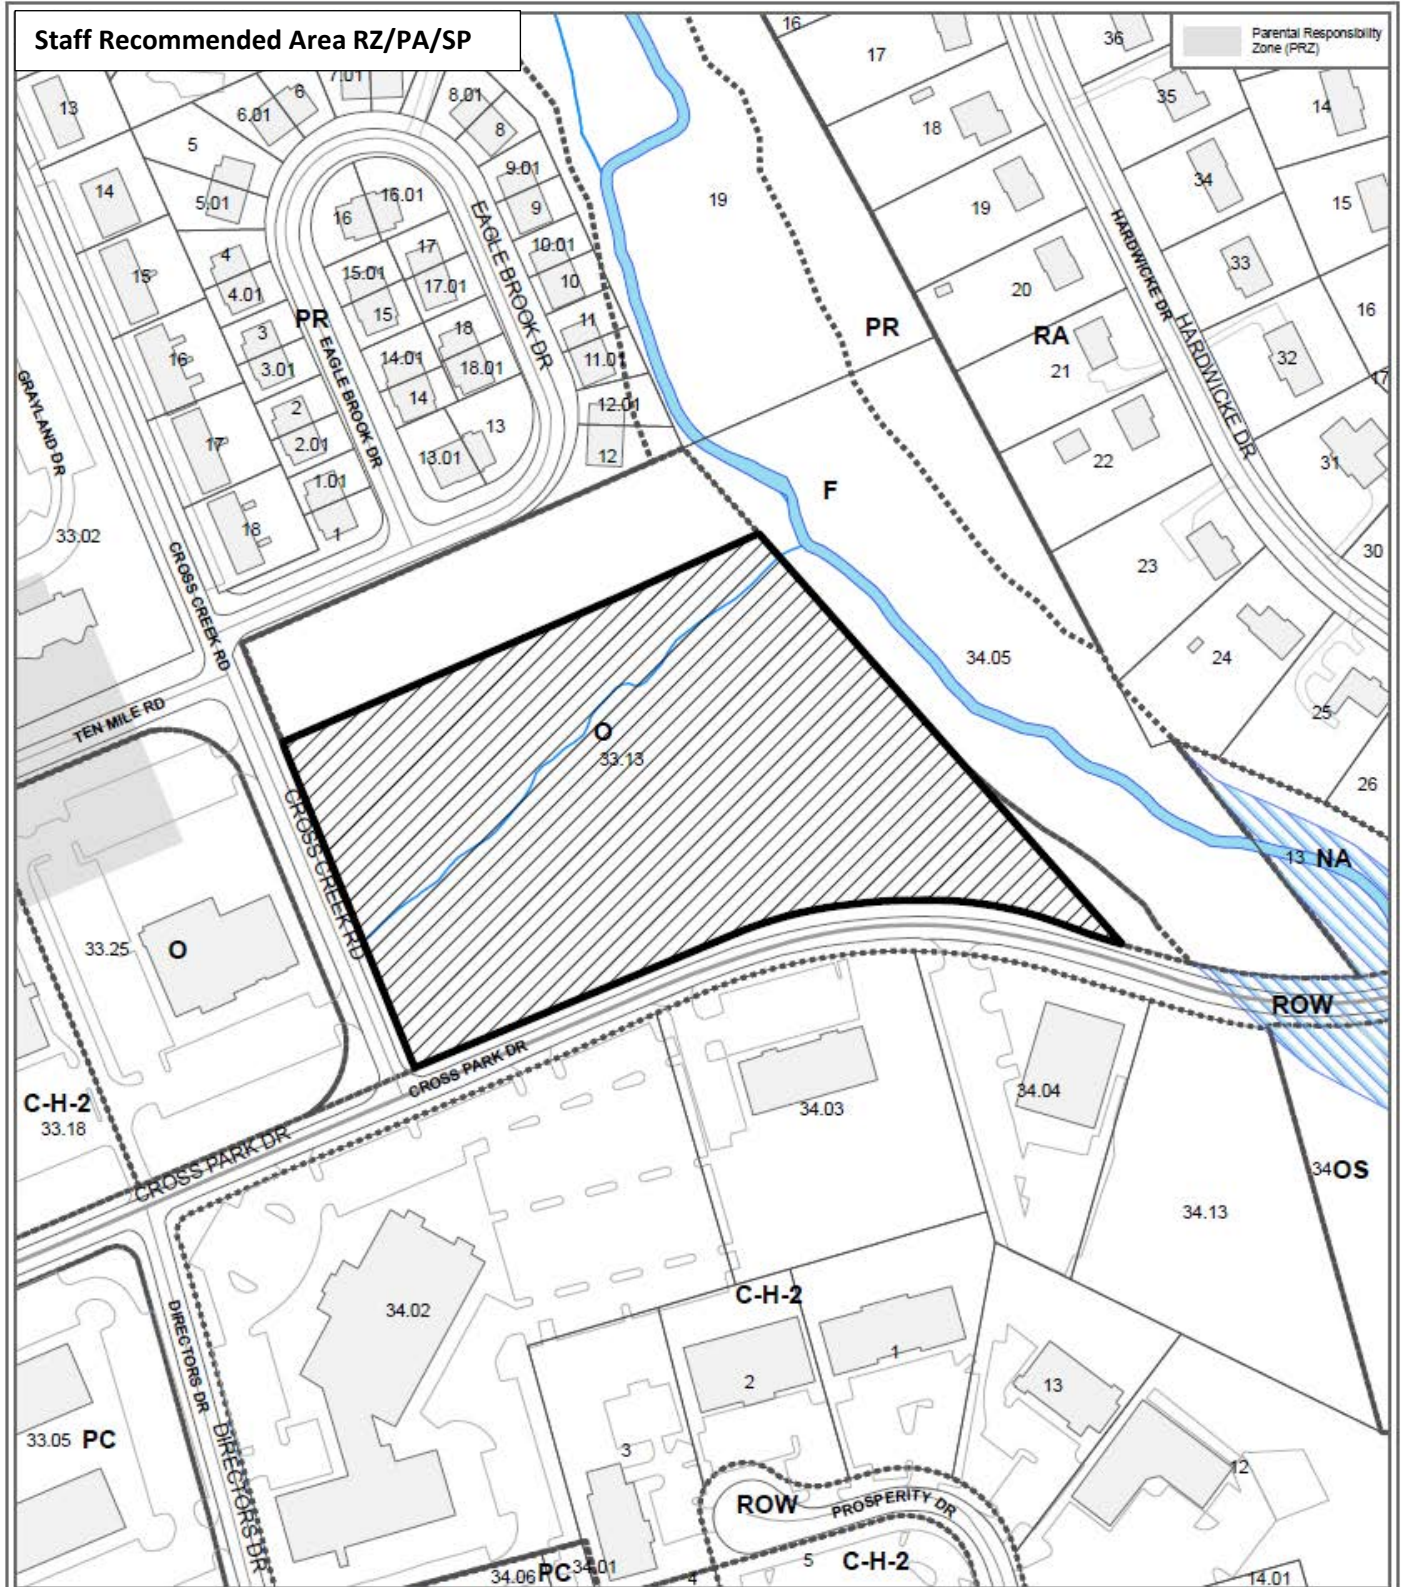 Staff Recommended Area RZ/PA/SP
Parental Responsibility
Zone (PRZ)
16
17
36
13
6.01
6
7.01
8.01
8
35
14
18
5
14
5.01
16
16.01
9.01
9
19
19
34
15
EAGLE BROOK DR
HARDWICKE DR
4
4.01
17
17.01
15.01
15
10.01
10
15
20
33
16
HARDWICKE DR
PR
3
3.01
EAGLE BROOK DR
14.01
14
18
18.01
11
11.01
PR
RA
21
32
17
16
GRAYLAND DR
2
2.01
13
13.01
12.01
12
17
22
31
1.01
1
18
F
33.02
CROSS CREEK RD
23
30
34.05
24
TEN MILE RD
25
O
33.13
26
CROSS CREEK RD
13
NA
33.25
O
ROW
CROSS PARK DR
34.03
34.04
C-H-2
33.18
CROSS PARK DR
34
OS
34.13
C-H-2
34.02
DIRECTORS DR
DIRECTORS DR
2
1
13
33.05
PC
3
12
ROW
PROSPERITY DR
34.06
PC
34.01
4
5
C-H-2
14.01